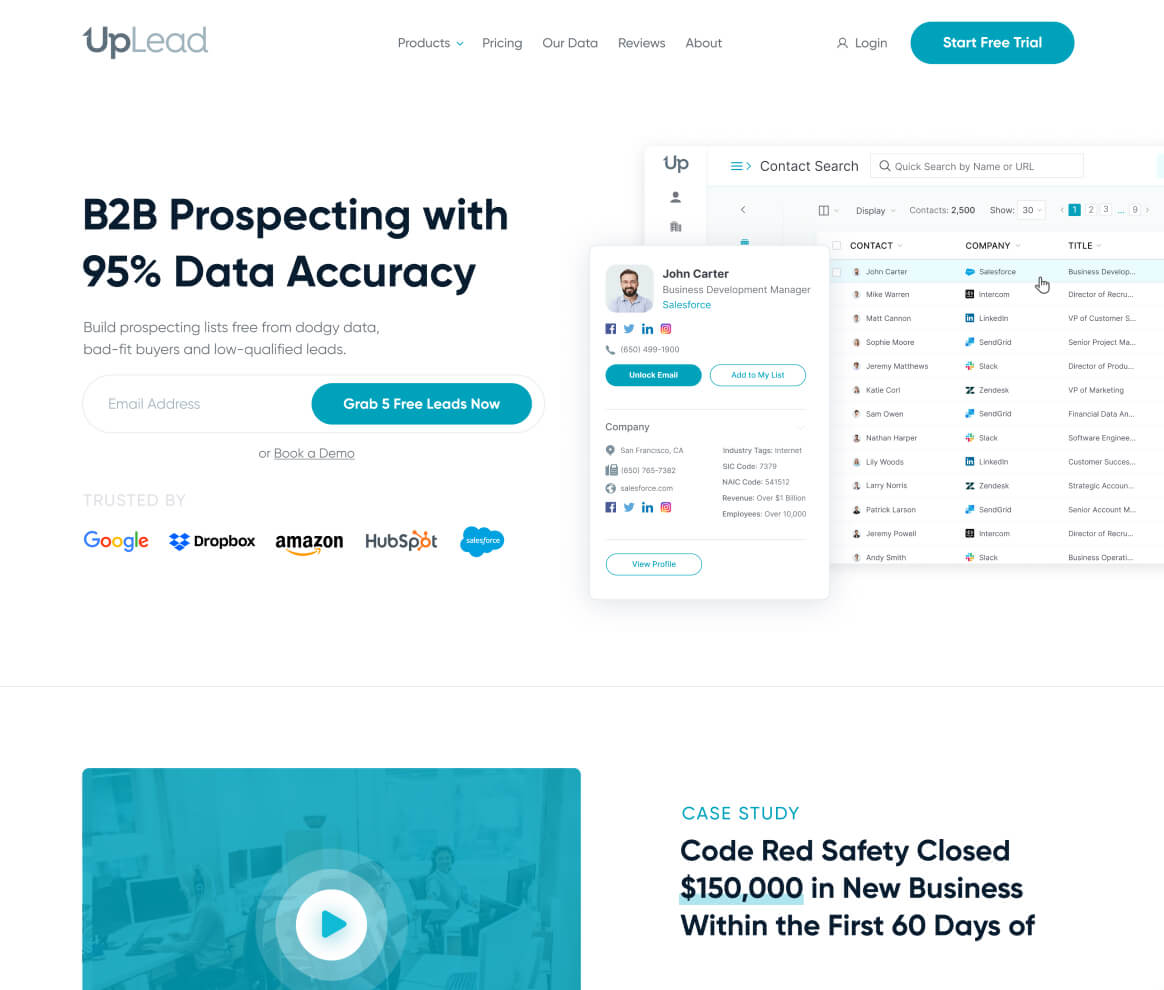 UpLead
Products
Pricing
Our Data
Reviews
About
Login
Start Free Trial
B2B Prospecting with
95% Data Accuracy
Build prospecting lists free from dodgy data,
bad-fit buyers and low-qualified leads.
Email Address
Grab 5 Free Leads Now
or Book a Demo
TRUSTED BY
Google
Dropbox
amazon
HubSpot
salesforce
Up
Contact Search
Quick Search by Name or URL
Display
Contacts: 2,500
Show: 30
1 2 3 ... 9
CONTACT COMPANY TITLE
John Carter Salesforce Business Develop...
Mike Warren Intercom Director of Recru...
Matt Cannon LinkedIn VP of Customer S...
Sophie Moore SendGrid Senior Project Ma...
Jeremy Matthews Slack Director of Produ...
Katie Corl Zendesk VP of Marketing
Sam Owen SendGrid Financial Data An...
Nathan Harper Slack Software Enginee...
Lily Woods LinkedIn Customer Succes...
Larry Norris Zendesk Strategic Accoun...
Patrick Larson SendGrid Senior Account M...
Jeremy Powell Intercom Director of Recru...
Andy Smith Slack Business Operati...
John Carter
Business Development Manager
Salesforce
(650) 499-1900
Unlock Email
Add to My List
Company
San Francisco, CA
(650) 765-7382
salesforce.com
Industry Tags: Internet
SIC Code: 7379
NAIC Code: 541512
Revenue: Over $1 Billion
Employees: Over 10,000
View Profile
CASE STUDY
Code Red Safety Closed
$150,000 in New Business
Within the First 60 Days of